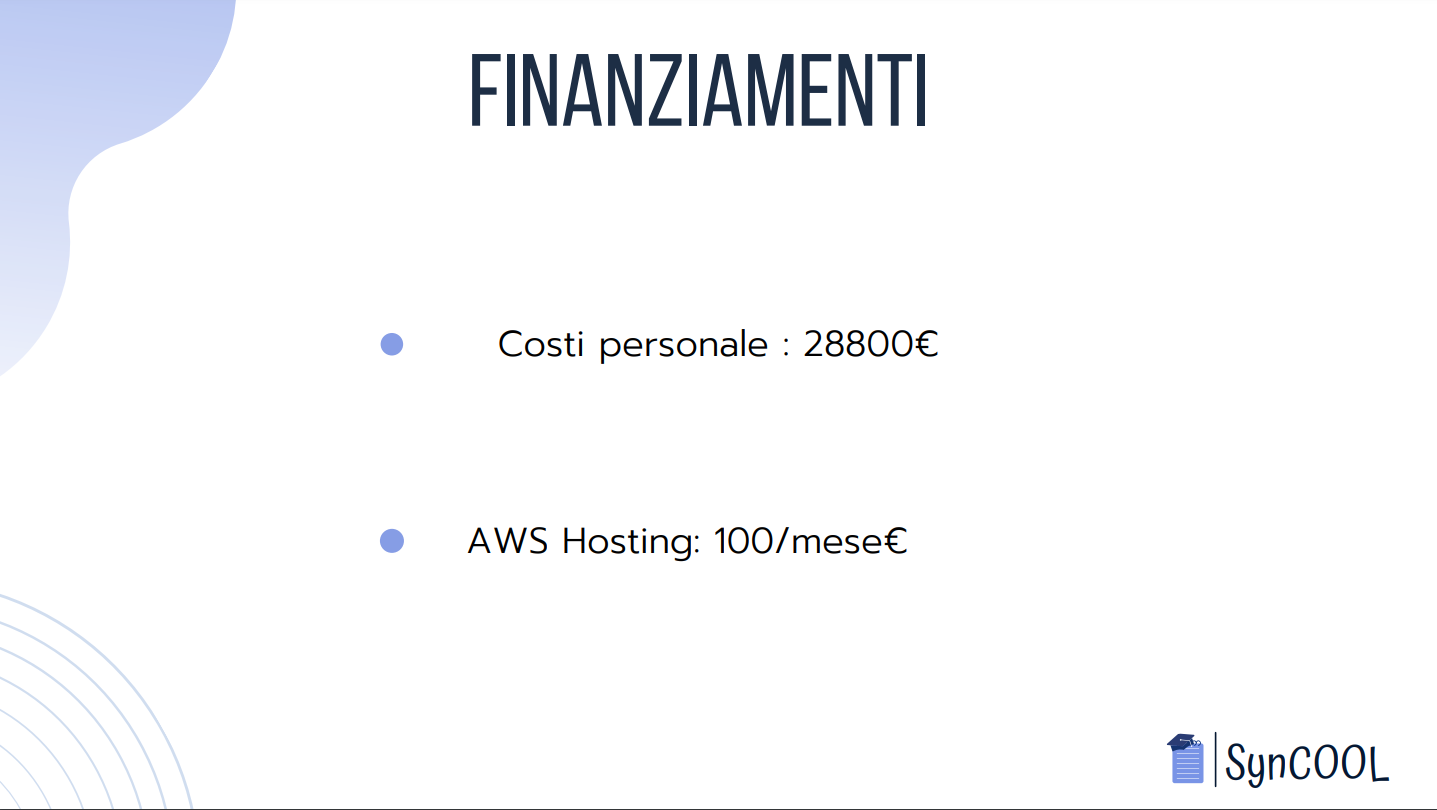 FINANZIAMENTI
Costi personale : 28800€
AWS Hosting: 100/mese€
SynCOOL